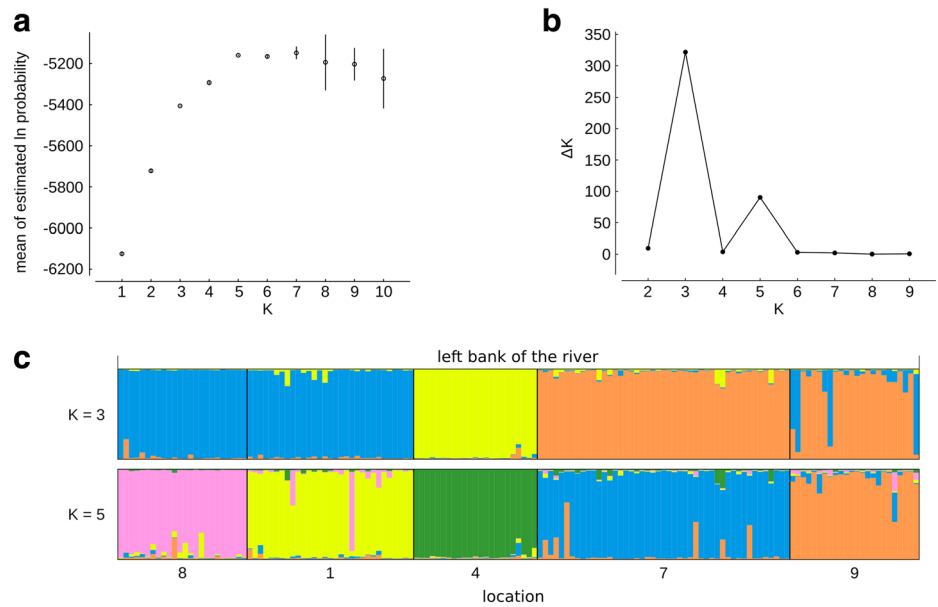 a
mean of estimated ln probability
-5200
-5400
-5600
-5800
-6000
-6200
1 2 3 4 5 6 7 8 9 10
K
b
ΔK
350
300
250
200
150
100
50
0
2 3 4 5 6 7 8 9
K
c
left bank of the river
K = 3
K = 5
8 1 4 7 9
location